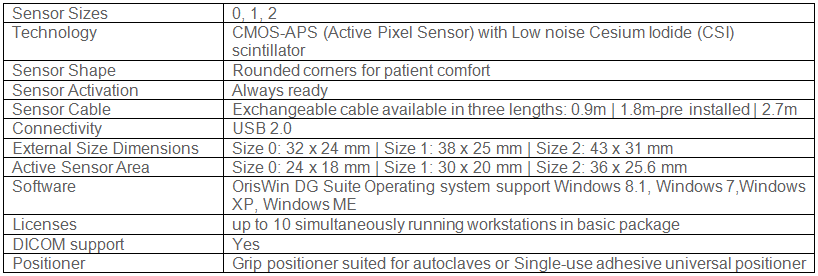 Sensor Sizes 0, 1, 2
Technology CMOS-APS (Active Pixel Sensor) with Low noise Cesium Iodide (CSI)
scintillator
Sensor Shape Rounded corners for patient comfort
Sensor Activation Always ready
Sensor Cable Exchangeable cable available in three lengths: 0.9m | 1.8m-pre installed | 2.7m
Connectivity USB 2.0
External Size Dimensions Size 0: 32 x 24 mm | Size 1: 38 x 25 mm | Size 2: 43 x 31 mm
Active Sensor Area Size 0: 24 x 18 mm | Size 1: 30 x 20 mm | Size 2: 36 x 25.6 mm
Software OrisWin DG Suite Operating system support Windows 8.1, Windows 7,Windows
XP, Windows ME
Licenses up to 10 simultaneously running workstations in basic package
DICOM support Yes
Positioner Grip positioner suited for autoclaves or Single-use adhesive universal positioner